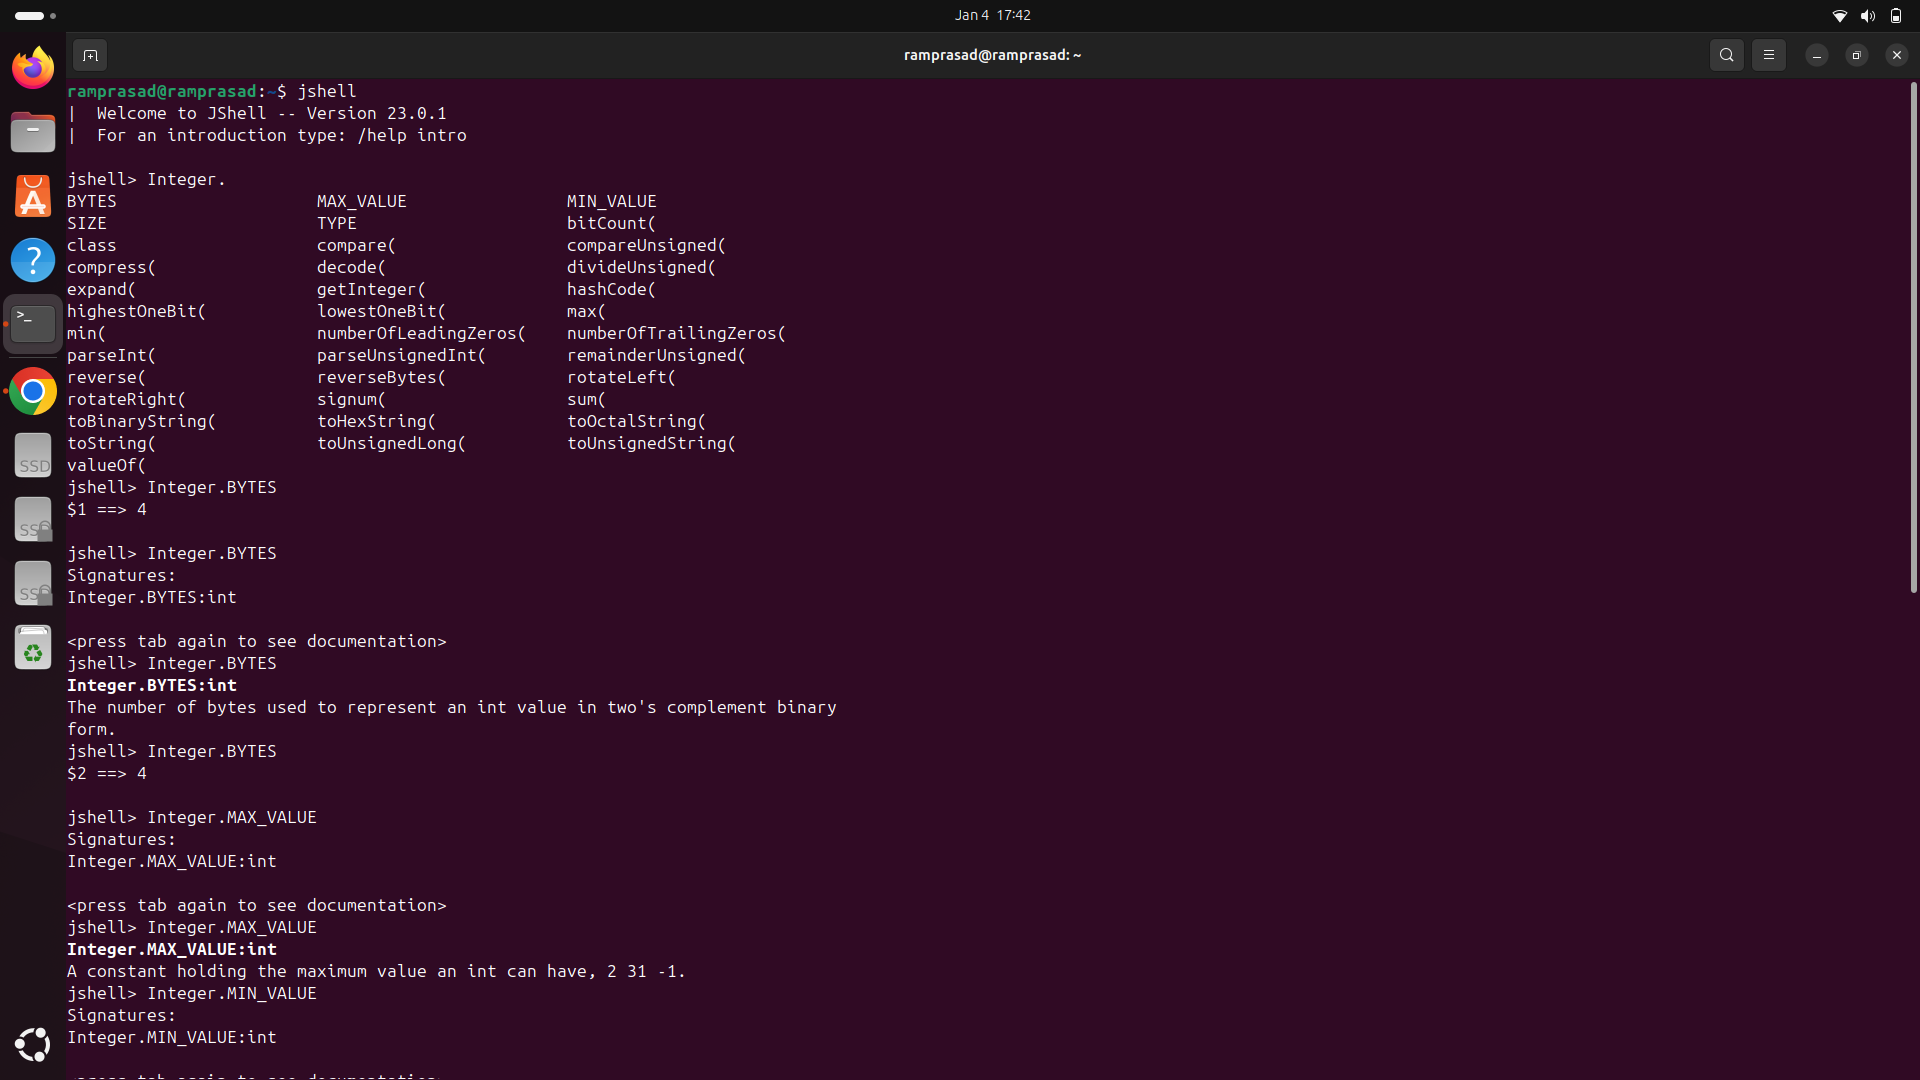 Jan 4 17:42
ramprasad@ramprasad: ~
ramprasad@ramprasad:~$ jshell
| Welcome to JShell -- Version 23.0.1
| For an introduction type: /help intro
jshell> Integer.
BYTES MAX_VALUE MIN_VALUE
SIZE TYPE bitCount(
class compare( compareUnsigned(
compress( decode( divideUnsigned(
expand( getInteger( hashCode(
highestOneBit( lowestOneBit( max(
min( numberOfLeadingZeros( numberOfTrailingZeros(
parseInt( parseUnsignedInt( remainderUnsigned(
reverse( reverseBytes( rotateLeft(
rotateRight( signum( sum(
toBinaryString( toHexString( toOctalString(
toString( toUnsignedLong( toUnsignedString(
valueOf(
jshell> Integer.BYTES
$1 ==> 4
jshell> Integer.BYTES
Signatures:
Integer.BYTES:int
<press tab again to see documentation>
jshell> Integer.BYTES
Integer.BYTES:int
The number of bytes used to represent an int value in two's complement binary
form.
jshell> Integer.BYTES
$2 ==> 4
jshell> Integer.MAX_VALUE
Signatures:
Integer.MAX_VALUE:int
<press tab again to see documentation>
jshell> Integer.MAX_VALUE
Integer.MAX_VALUE:int
A constant holding the maximum value an int can have, 2 31 -1.
jshell> Integer.MIN_VALUE
Signatures:
Integer.MIN_VALUE:int
<press tab again to see documentation>
>_
SSD